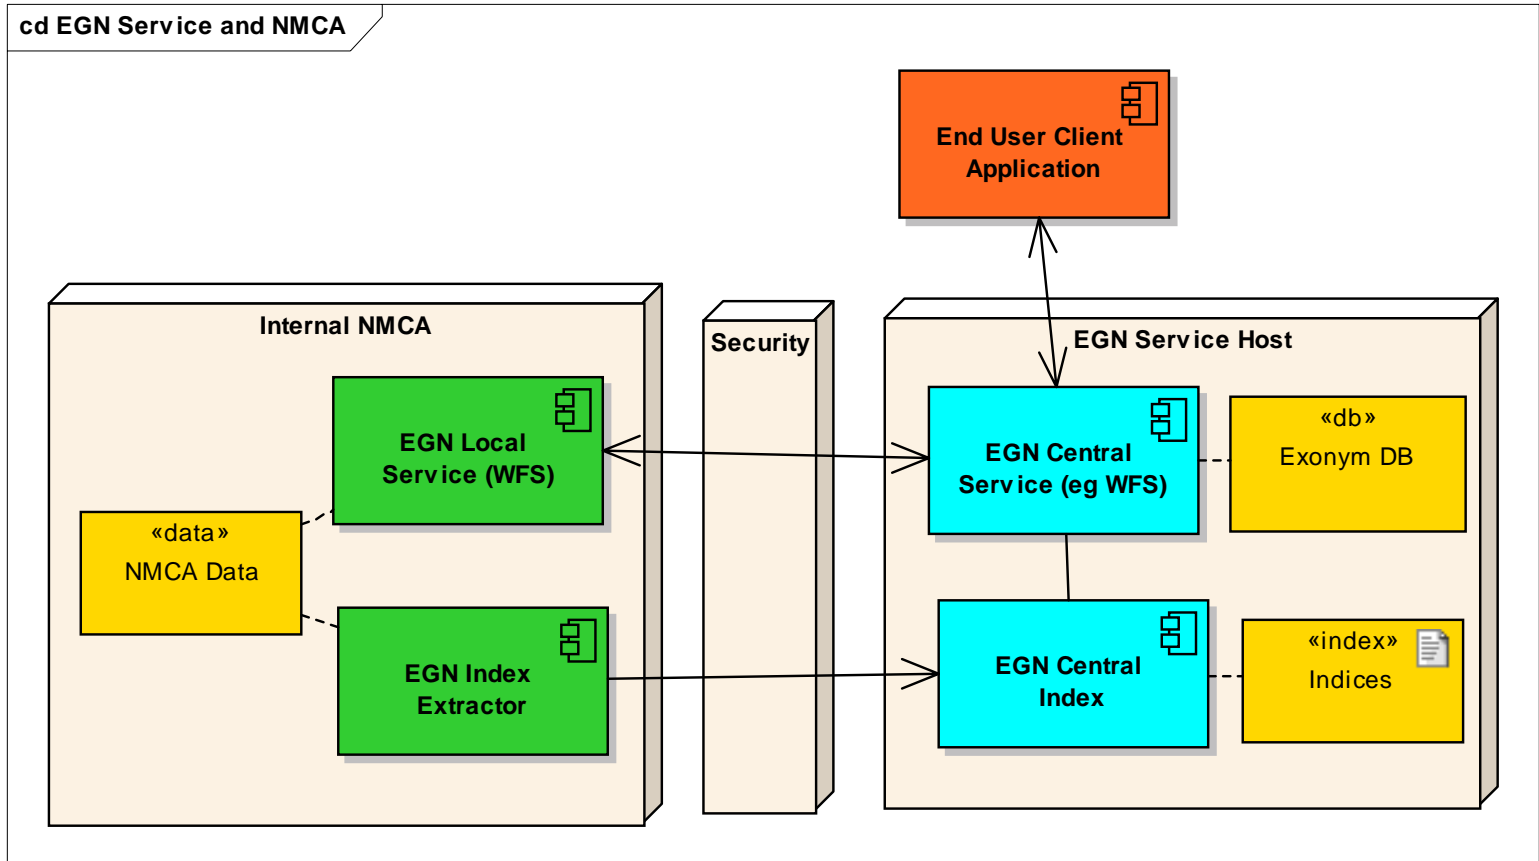 cd EGN Service and NMCA
End User Client
Application
Internal NMCA
Security
EGN Service Host
EGN Local
Service (WFS)
EGN Central
Service (eg WFS)
«db»
Exonym DB
«data»
NMCA Data
EGN Index
Extractor
EGN Central
Index
«index»
Indices